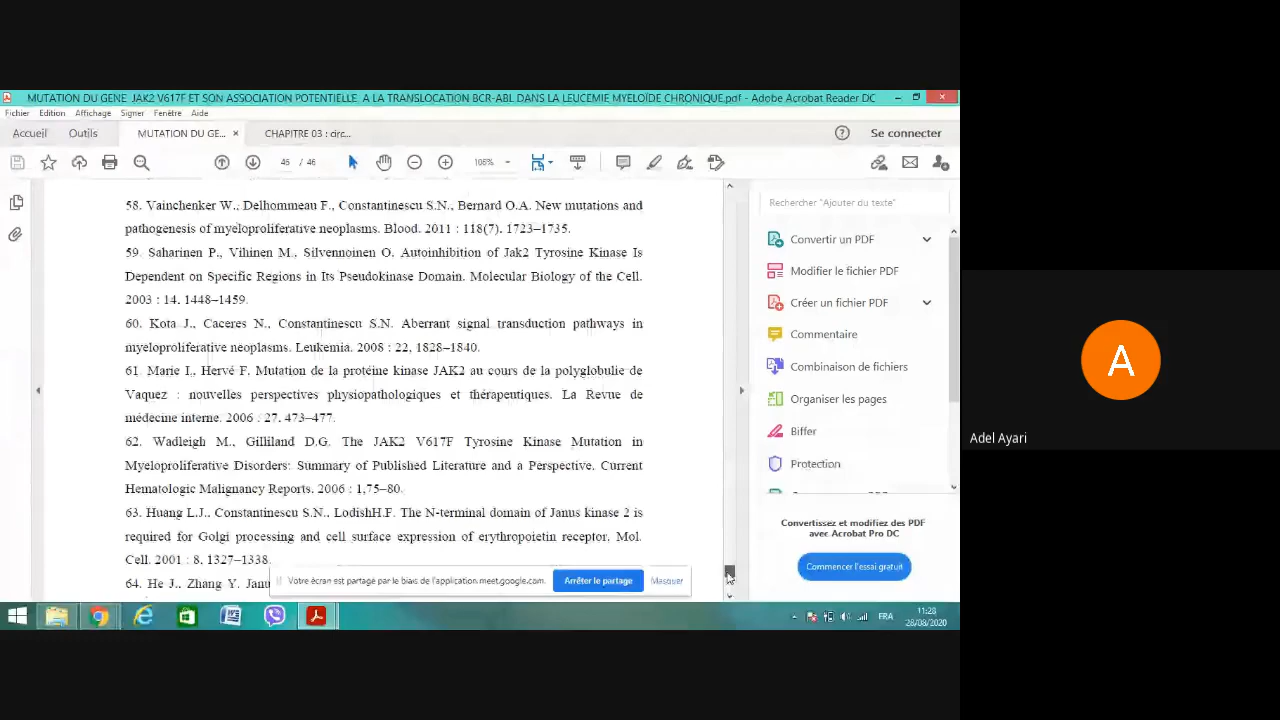 MUTATION DU GENE JAK2 V617F ET SON ASSOCIATION POTENTIELLE A LA TRANSLOCATION BCR-ABL DANS LA LEUCEMIE MYELOÏDE CHRONIQUE.pdf - Adobe Acrobat Reader DC
Fichier Edition Affichage Signer Fenêtre Aide
Accueil Outils MUTATION DU GE... × CHAPITRE 03 : circ... Se connecter
46 / 46 106%
58. Vainchenker W., Delhommeau F., Constantinescu S.N., Bernard O.A. New mutations and
pathogenesis of myeloproliferative neoplasms. Blood. 2011 : 118(7). 1723–1735.
59. Saharinen P., Vihinen M., Silvennoinen O. Autoinhibition of Jak2 Tyrosine Kinase Is
Dependent on Specific Regions in Its Pseudokinase Domain. Molecular Biology of the Cell.
2003 : 14. 1448–1459.
60. Kota J., Caceres N., Constantinescu S.N. Aberrant signal transduction pathways in
myeloproliferative neoplasms. Leukemia. 2008 : 22, 1828–1840.
61. Marie I., Hervé F. Mutation de la protéine kinase JAK2 au cours de la polyglobulie de
Vaquez : nouvelles perspectives physiopathologiques et thérapeutiques. La Revue de
médecine interne. 2006 : 27. 473–477.
62. Wadleigh M., Gilliland D.G. The JAK2 V617F Tyrosine Kinase Mutation in
Myeloproliferative Disorders: Summary of Published Literature and a Perspective. Current
Hematologic Malignancy Reports. 2006 : 1,75–80.
63. Huang L.J., Constantinescu S.N., LodishH.F. The N-terminal domain of Janus kinase 2 is
required for Golgi processing and cell surface expression of erythropoietin receptor. Mol.
Cell. 2001 : 8. 1327–1338.
64. He J., Zhang Y. Janu
Votre écran est partagé par le biais de l'application meet.google.com. Arrêter le partage Masquer
Rechercher "Ajouter du texte"
Convertir un PDF
Modifier le fichier PDF
Créer un fichier PDF
Commentaire
Combinaison de fichiers
Organiser les pages
Biffer
Protection
Convertissez et modifiez des PDF
avec Acrobat Pro DC
Commencer l'essai gratuit
FRA
11:28
28/08/2020
A
Adel Ayari